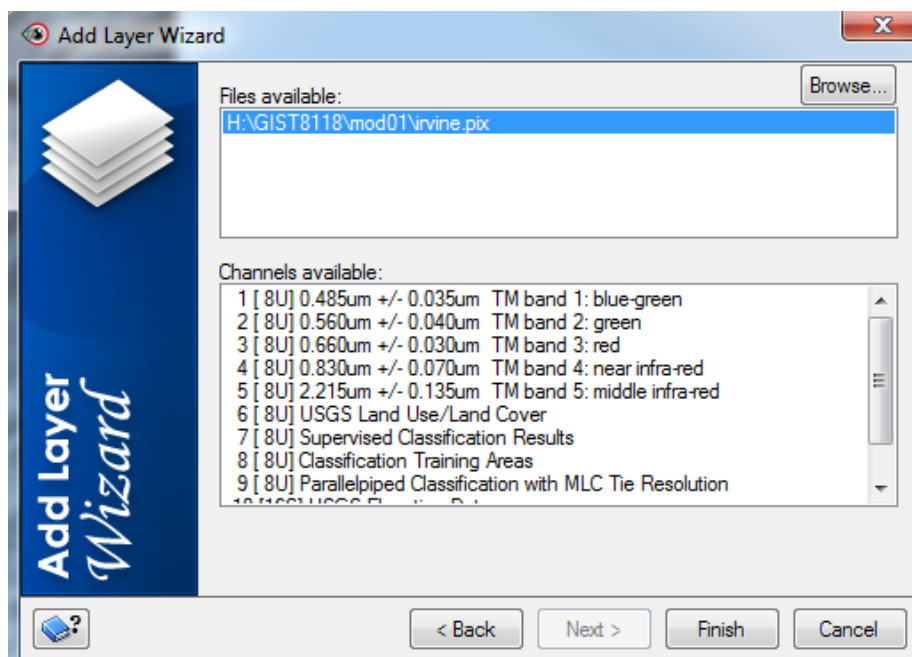 Add Layer Wizard
X
Browse...
Files available:
H:\GIST8118\mod01\irvine.pix
Channels available:
1 [ 8U] 0.485um +/- 0.035um TM band 1: blue-green
2 [ 8U] 0.560um +/- 0.040um TM band 2: green
3 [ 8U] 0.660um +/- 0.030um TM band 3: red
4 [ 8U] 0.830um +/- 0.070um TM band 4: near infra-red
5 [ 8U] 2.215um +/- 0.135um TM band 5: middle infra-red
6 [ 8U] USGS Land Use/Land Cover
7 [ 8U] Supervised Classification Results
8 [ 8U] Classification Training Areas
9 [ 8U] Parallelpiped Classification with MLC Tie Resolution
Add Layer
Wizard
?
< Back
Next >
Finish
Cancel